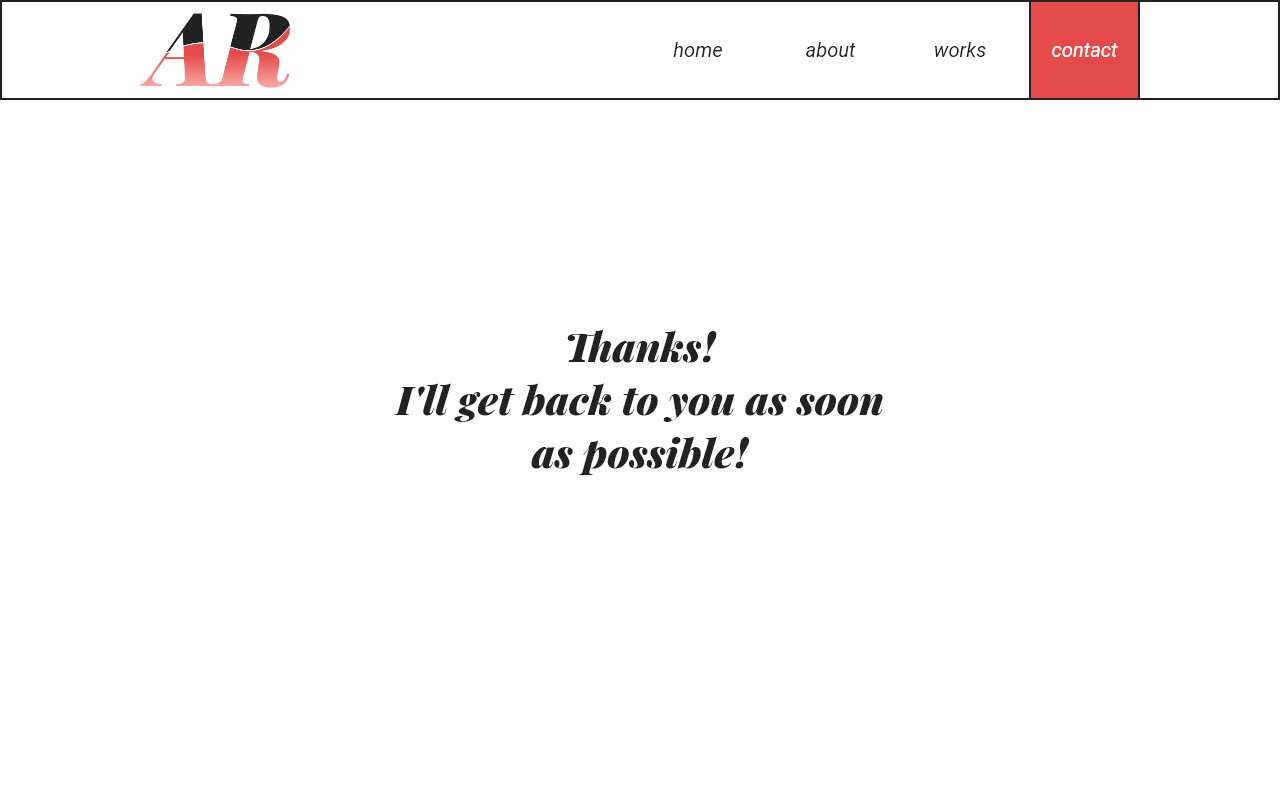 AR
home about works contact
Thanks!
I'll get back to you as soon
as possible!